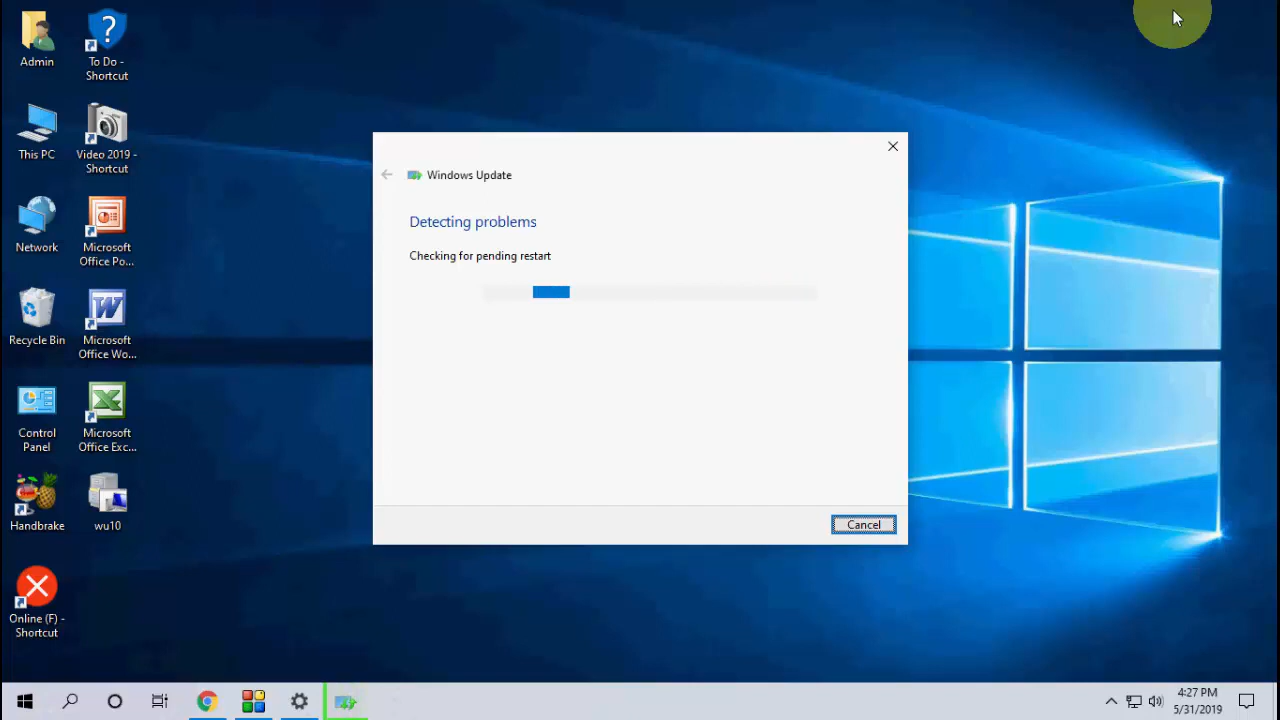 Admin
To Do -
Shortcut
This PC
Video 2019 -
Shortcut
Network
Microsoft
Office Po...
Recycle Bin
Microsoft
Office Wo...
Control
Panel
Microsoft
Office Exc...
Handbrake
wu10
Online (F) -
Shortcut
Windows Update
Detecting problems
Checking for pending restart
Cancel
4:27 PM
5/31/2019